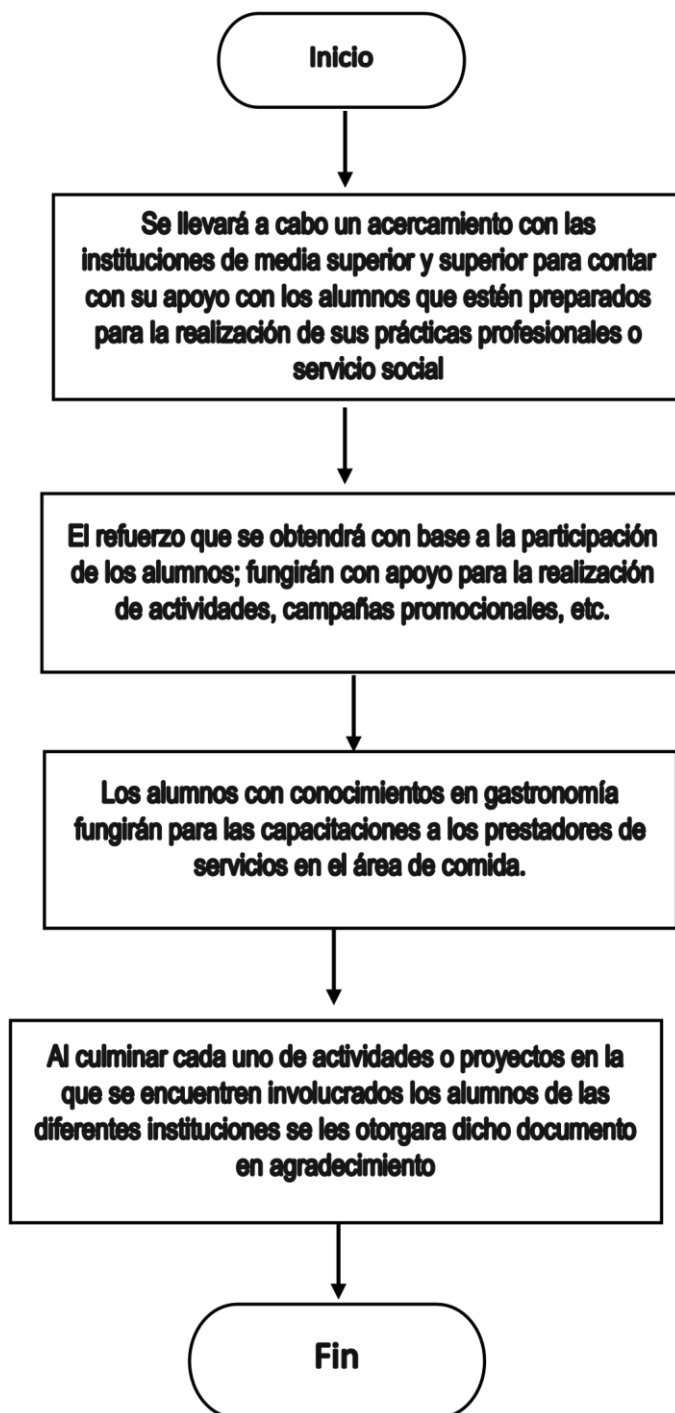 Inicio
Se llevará a cabo un acercamiento con las
instituciones de media superior y superior para contar
con su apoyo con los alumnos que estén preparados
para la realización de sus prácticas profesionales o
servicio social
El refuerzo que se obtendrá con base a la participación
de los alumnos; fungirán con apoyo para la realización
de actividades, campañas promocionales, etc.
Los alumnos con conocimientos en gastronomía
fungirán para las capacitaciones a los prestadores de
servicios en el área de comida.
Al culminar cada uno de actividades o proyectos en la
que se encuentren involucrados los alumnos de las
diferentes instituciones se les otorgara dicho documento
en agradecimiento
Fin